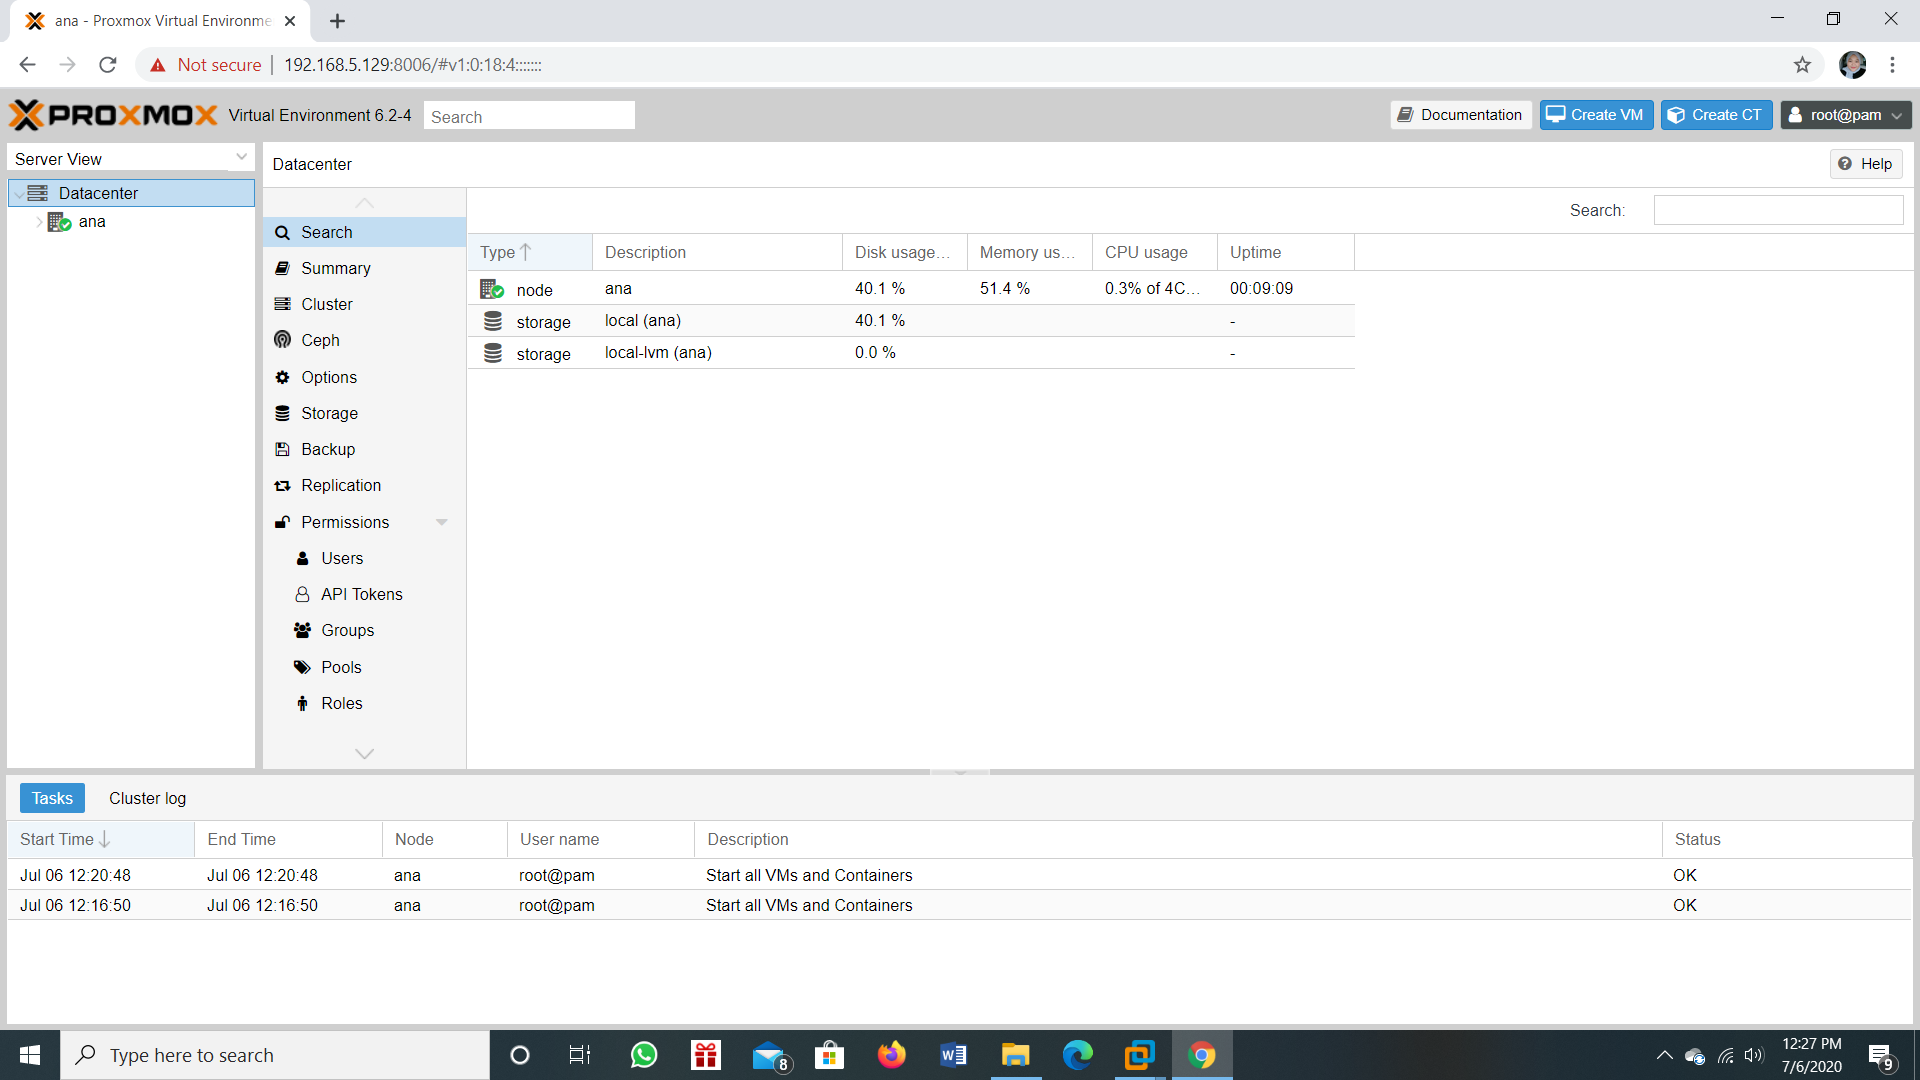 ana - Proxmox Virtual Environme
Not secure
192.168.5.129:8006/#v1:0:18:4:::::::
PROXMOX
Virtual Environment 6.2-4
Search
Documentation
Create VM
Create CT
root@pam
Server View
Datacenter
Help
Datacenter
ana
Search
Summary
Cluster
Ceph
Options
Storage
Backup
Replication
Permissions
Users
API Tokens
Groups
Pools
Roles
Search:
Type Description Disk usage... Memory us... CPU usage Uptime
node ana 40.1 % 51.4 % 0.3% of 4C... 00:09:09
storage local (ana) 40.1 % -
storage local-lvm (ana) 0.0 % -
Tasks
Cluster log
Start Time End Time Node User name Description Status
Jul 06 12:20:48 Jul 06 12:20:48 ana root@pam Start all VMs and Containers OK
Jul 06 12:16:50 Jul 06 12:16:50 ana root@pam Start all VMs and Containers OK
Type here to search
8
W
12:27 PM
7/6/2020
9